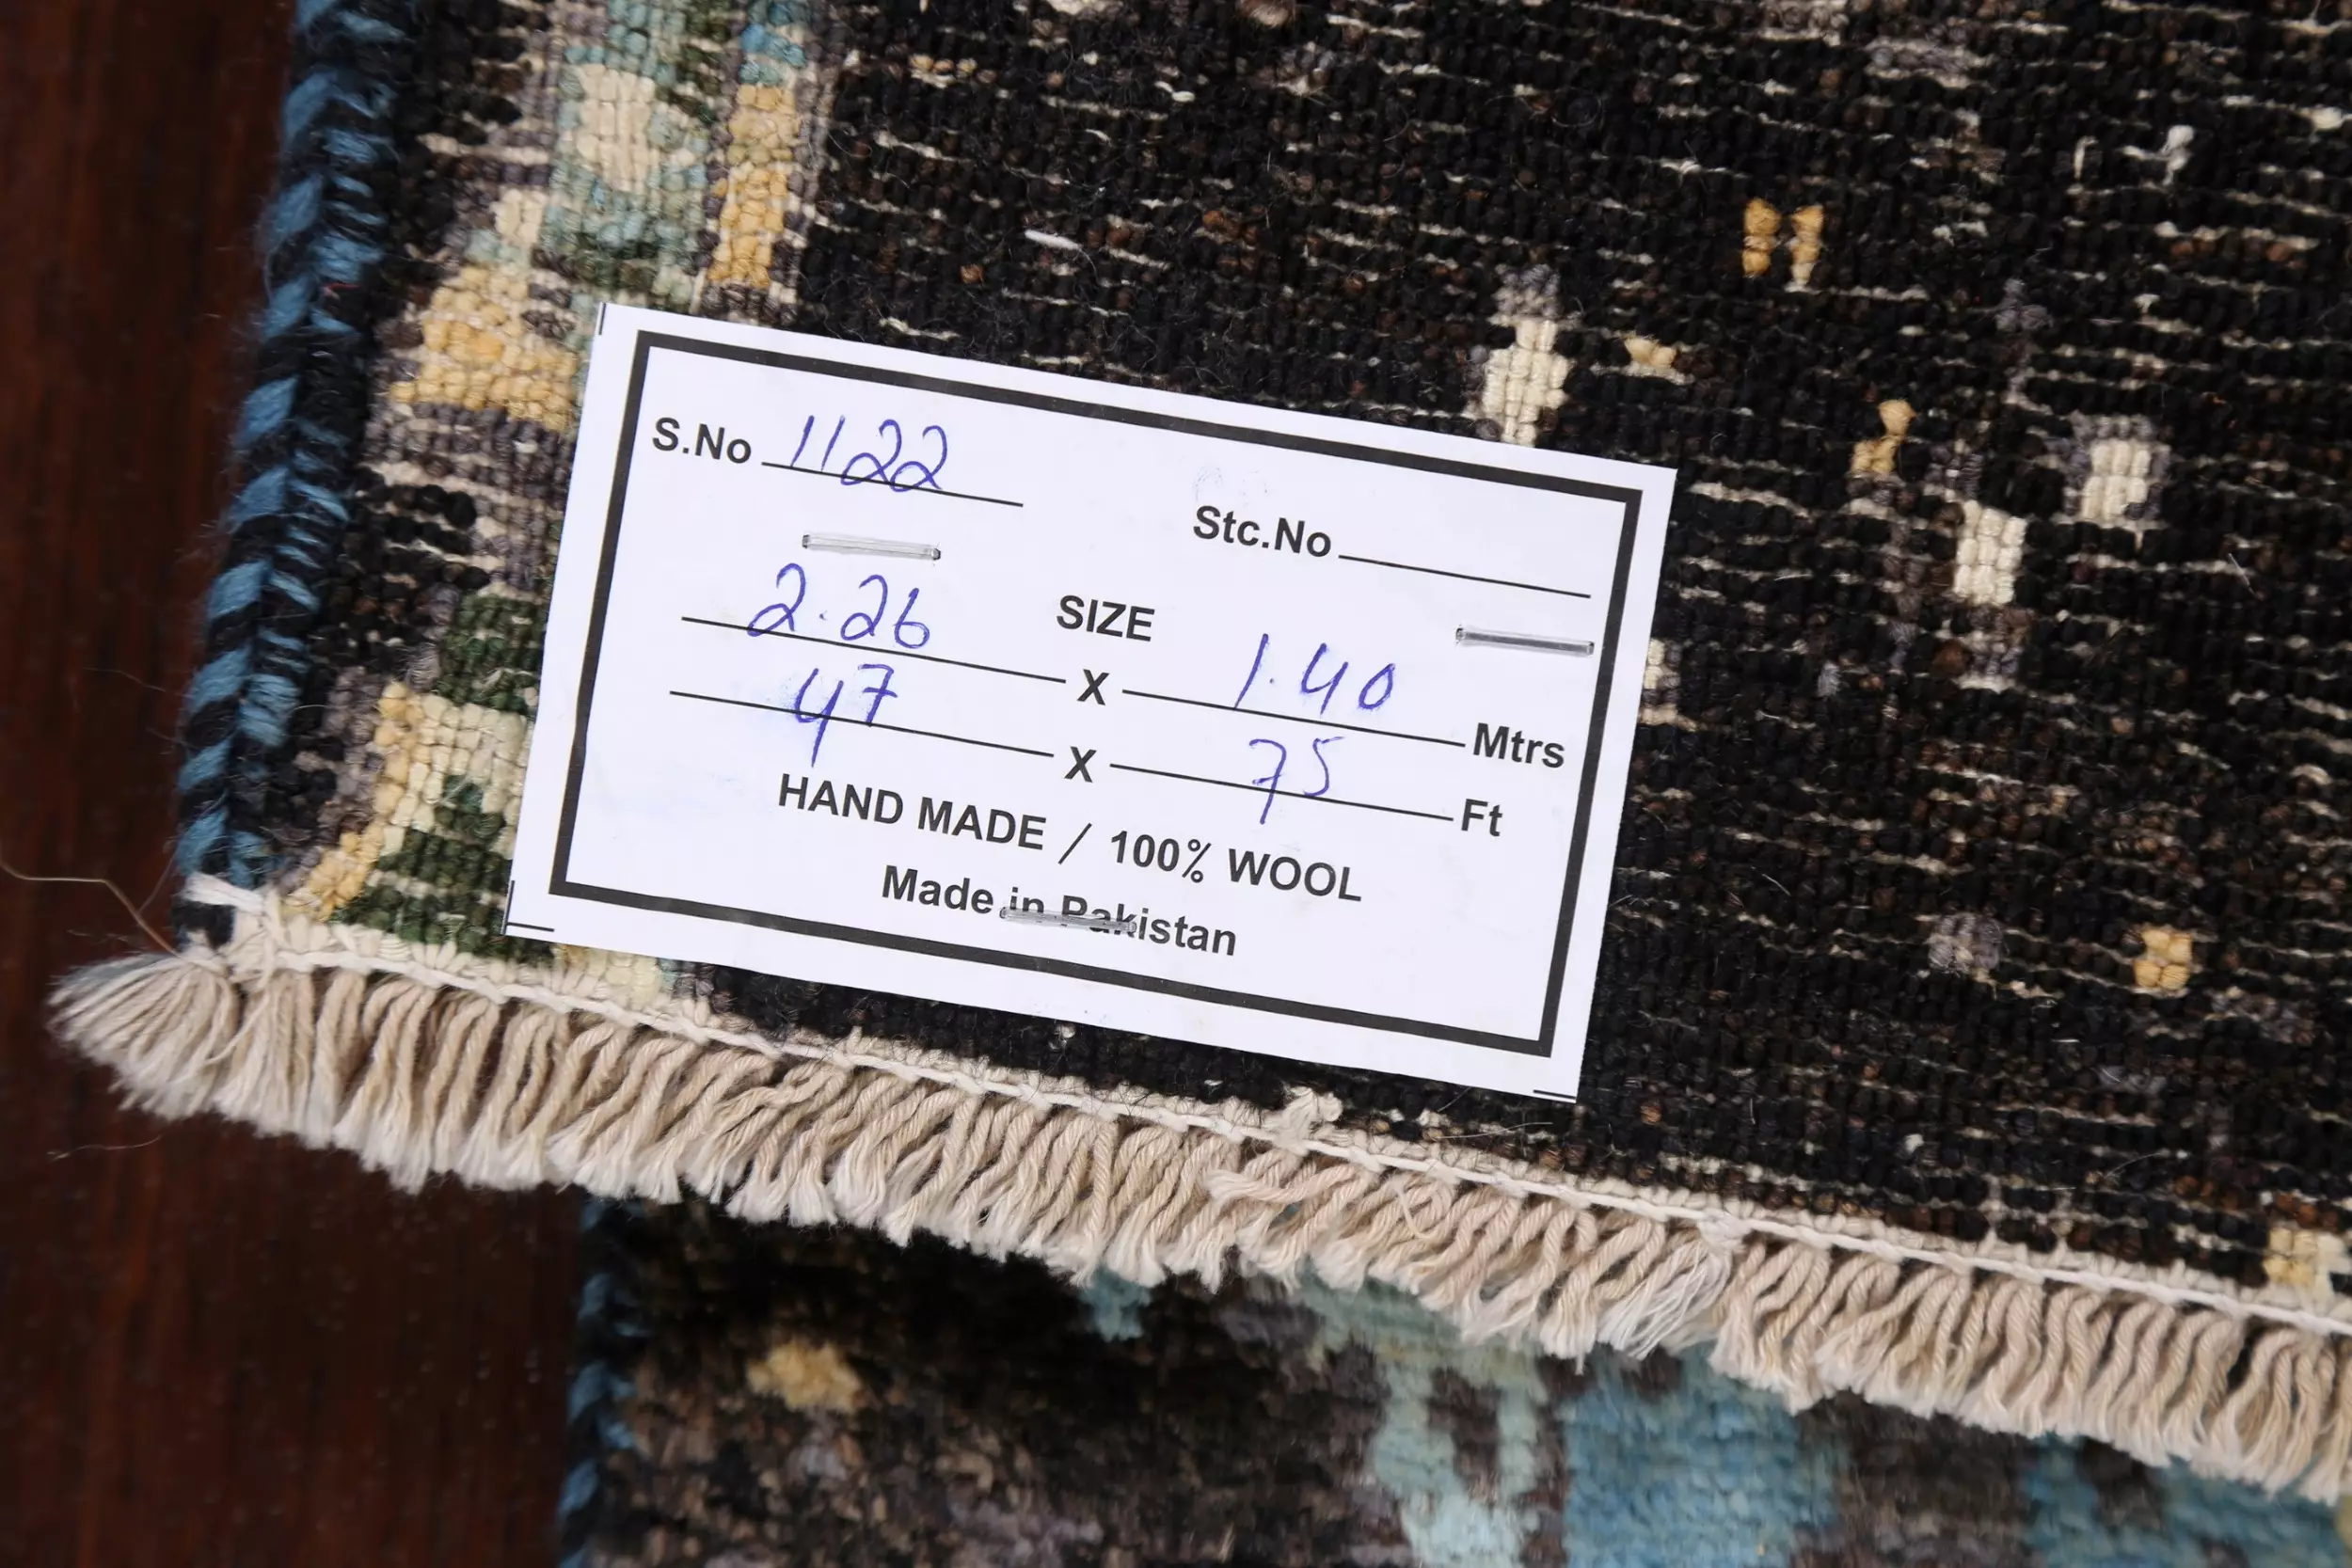 S.No 1122
Stc.No
SIZE
2.26 X 1.40 Mtrs
47 X 75 Ft
HAND MADE / 100% WOOL
Made in Pakistan